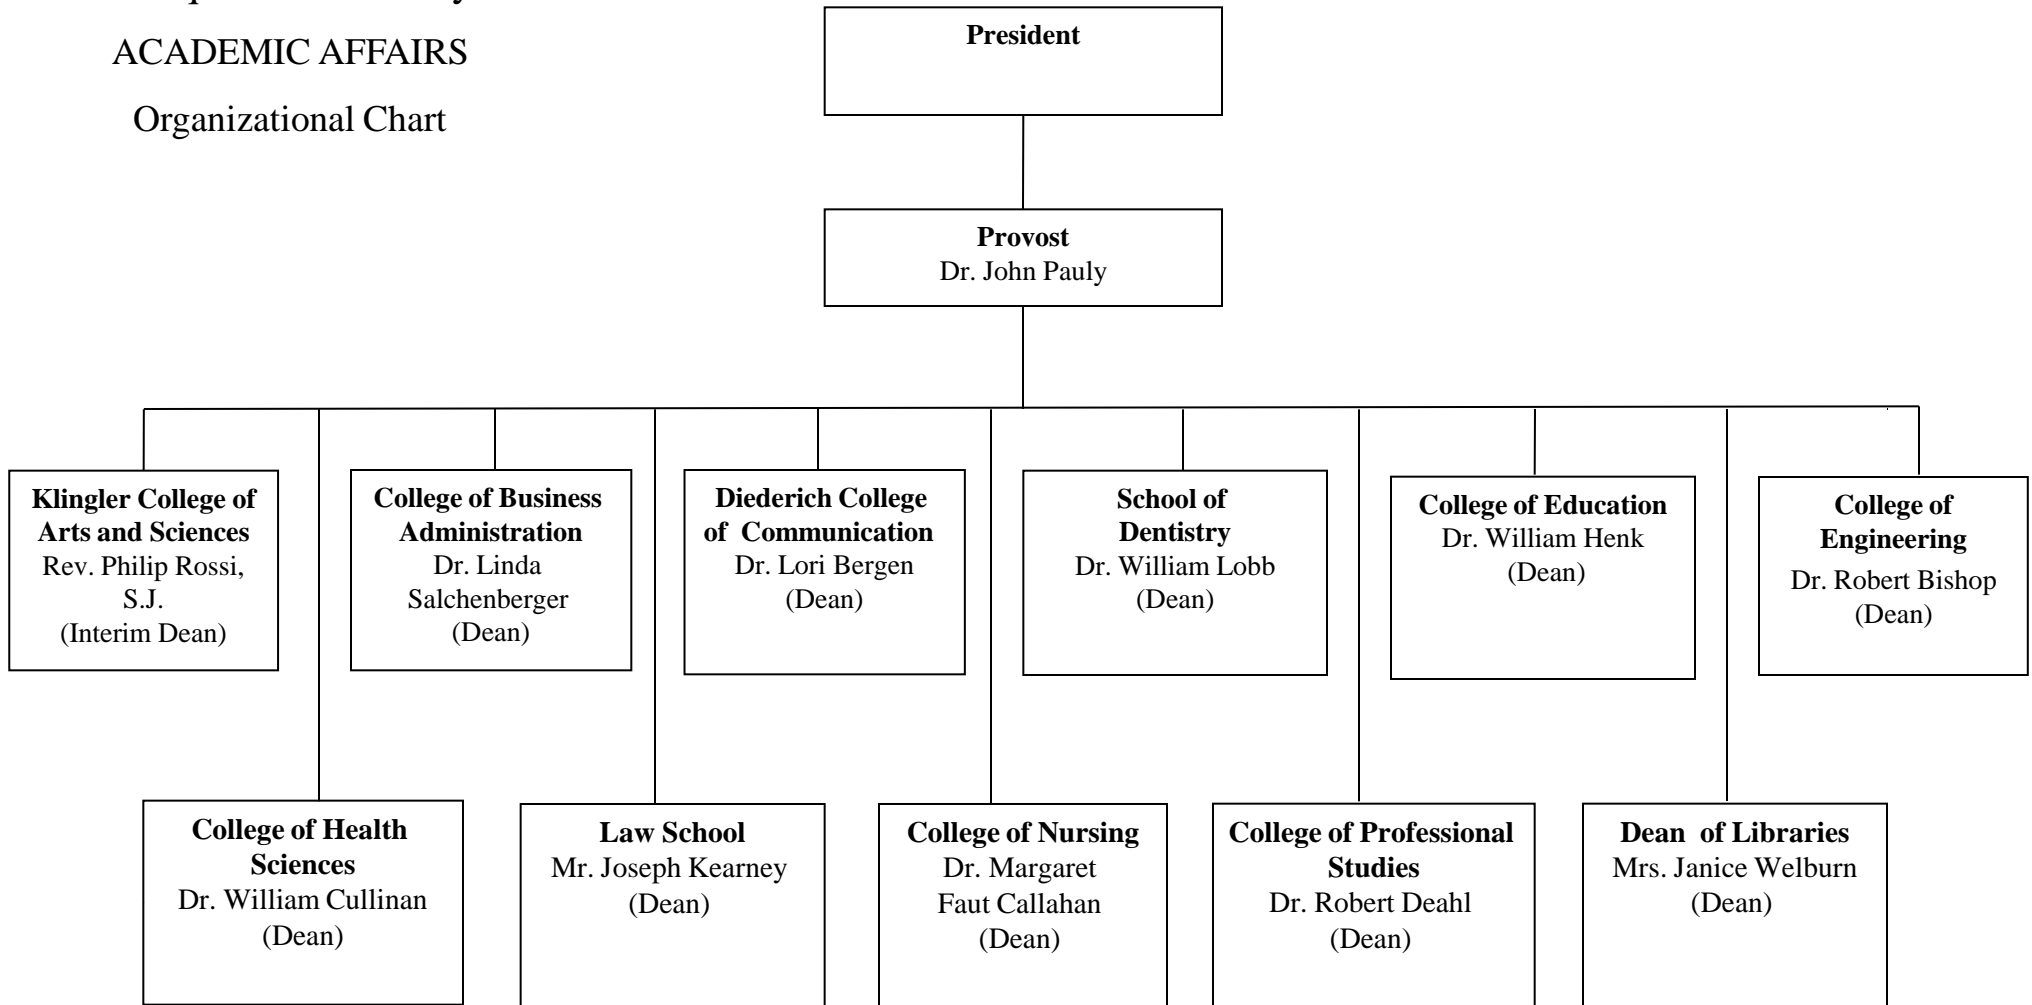 ACADEMIC AFFAIRS
Organizational Chart
President
Provost
Dr. John Pauly
Klingler College of
Arts and Sciences
Rev. Philip Rossi,
S.J.
(Interim Dean)
College of Business
Administration
Dr. Linda
Salchenberger
(Dean)
Diederich College
of Communication
Dr. Lori Bergen
(Dean)
School of
Dentistry
Dr. William Lobb
(Dean)
College of Education
Dr. William Henk
(Dean)
College of
Engineering
Dr. Robert Bishop
(Dean)
College of Health
Sciences
Dr. William Cullinan
(Dean)
Law School
Mr. Joseph Kearney
(Dean)
College of Nursing
Dr. Margaret
Faut Callahan
(Dean)
College of Professional
Studies
Dr. Robert Deahl
(Dean)
Dean of Libraries
Mrs. Janice Welburn
(Dean)